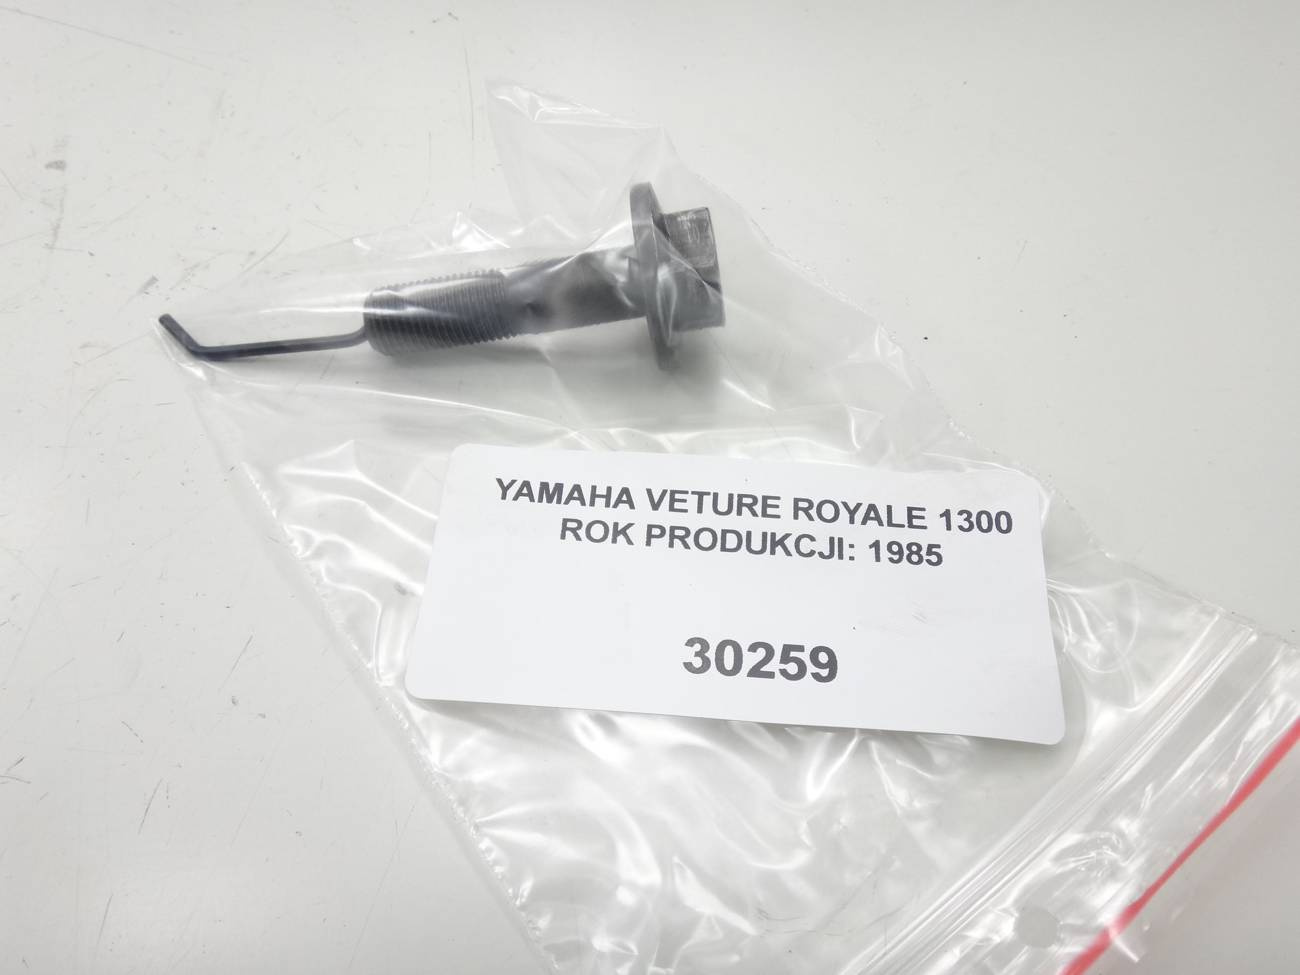 YAMAHA VETURE ROYALE 1300
ROK PRODUKCJI: 1985
30259